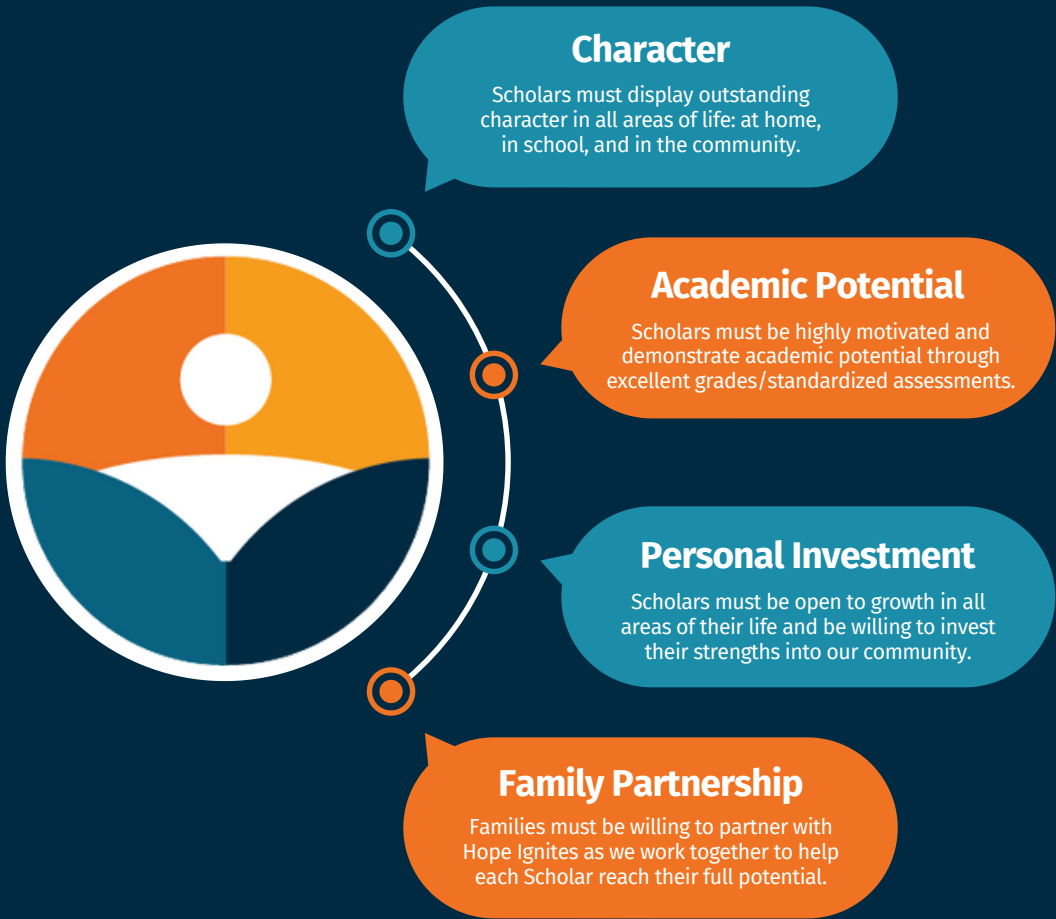 Character
Scholars must display outstanding
character in all areas of life: at home,
in school, and in the community.
Academic Potential
Scholars must be highly motivated and
demonstrate academic potential through
excellent grades/standardized assessments.
Personal Investment
Scholars must be open to growth in all
areas of their life and be willing to invest
their strengths into our community.
Family Partnership
Families must be willing to partner with
Hope Ignites as we work together to help
each Scholar reach their full potential.